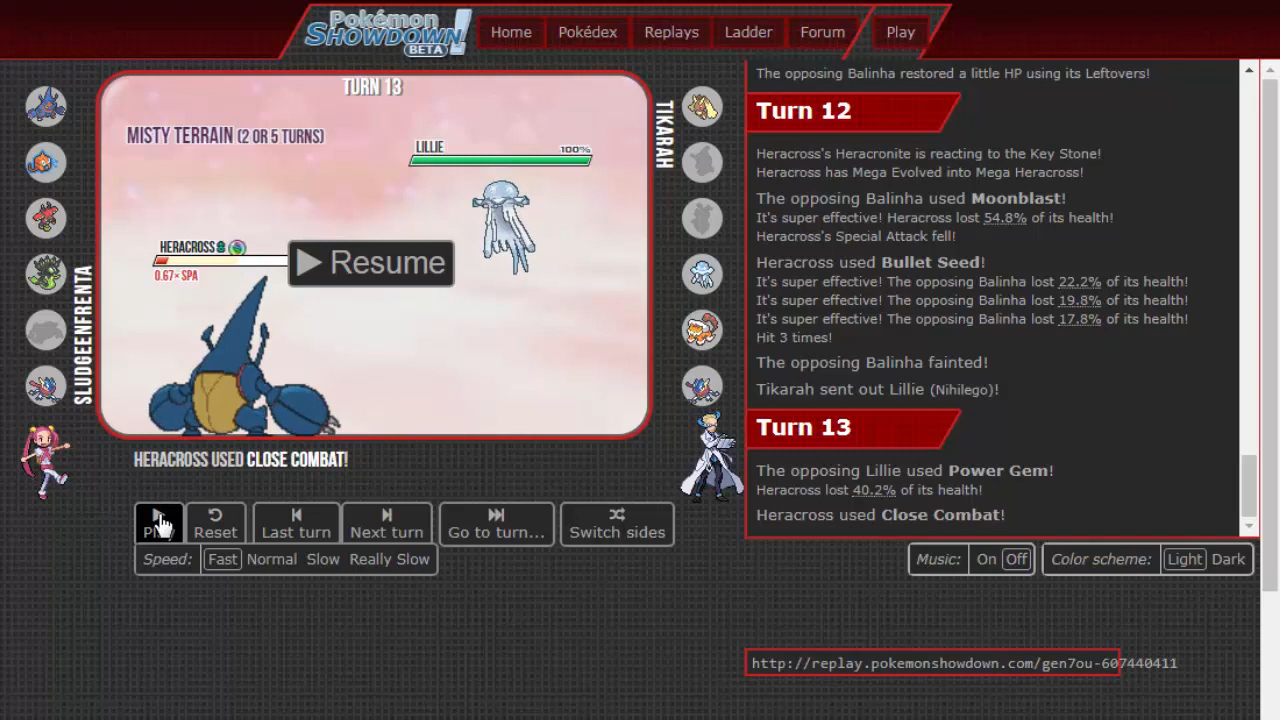 Pokémon
SHOWDOWN!
BETA
Home
Pokédex
Replays
Ladder
Forum
Play
TURN 13
MISTY TERRAIN (2 OR 5 TURNS)
LILLIE
100%
HERACROSS
0.67× SPA
Resume
SLUDGEENFRENTA
TIKARAH
HERACROSS USED CLOSE COMBAT!
Reset
Last turn
Next turn
Go to turn...
Switch sides
Speed: Fast Normal Slow Really Slow
The opposing Balinha restored a little HP using its Leftovers!
Turn 12
Heracross's Heracronite is reacting to the Key Stone!
Heracross has Mega Evolved into Mega Heracross!
The opposing Balinha used Moonblast!
It's super effective! Heracross lost 54.8% of its health!
Heracross's Special Attack fell!
Heracross used Bullet Seed!
It's super effective! The opposing Balinha lost 22.2% of its health!
It's super effective! The opposing Balinha lost 19.8% of its health!
It's super effective! The opposing Balinha lost 17.8% of its health!
Hit 3 times!
The opposing Balinha fainted!
Tikarah sent out Lillie (Nihilego)!
Turn 13
The opposing Lillie used Power Gem!
Heracross lost 40.2% of its health!
Heracross used Close Combat!
Music: On Off
Color scheme: Light Dark
http://replay.pokemonshowdown.com/gen7ou-607440411